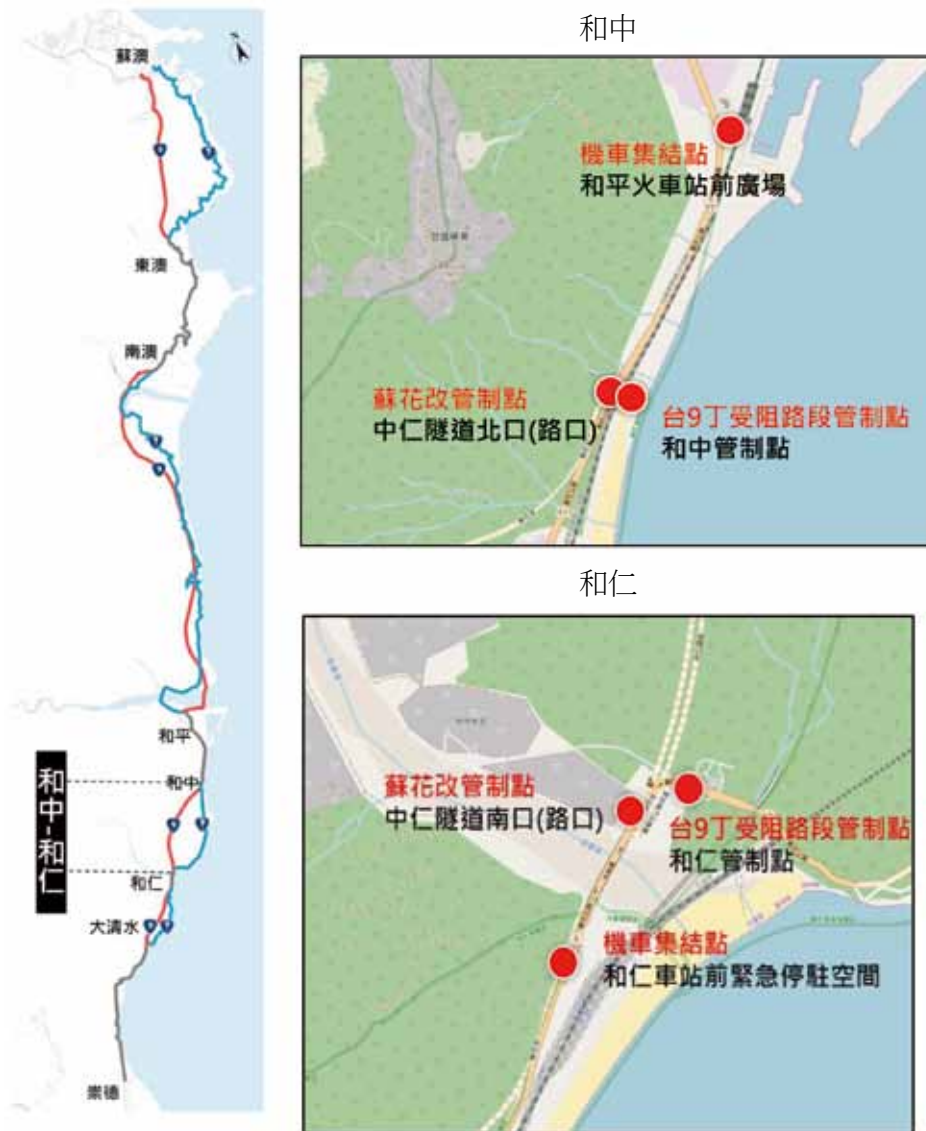 蘇澳
東澳
南澳
和平
和中
和中-和仁
和仁
大清水
崇德
和中
機車集結點
和平火車站前廣場
蘇花改管制點
中仁隧道北口(路口)
台9丁受阻路段管制點
和中管制點
和仁
蘇花改管制點
中仁隧道南口(路口)
台9丁受阻路段管制點
和仁管制點
機車集結點
和仁車站前緊急停駐空間